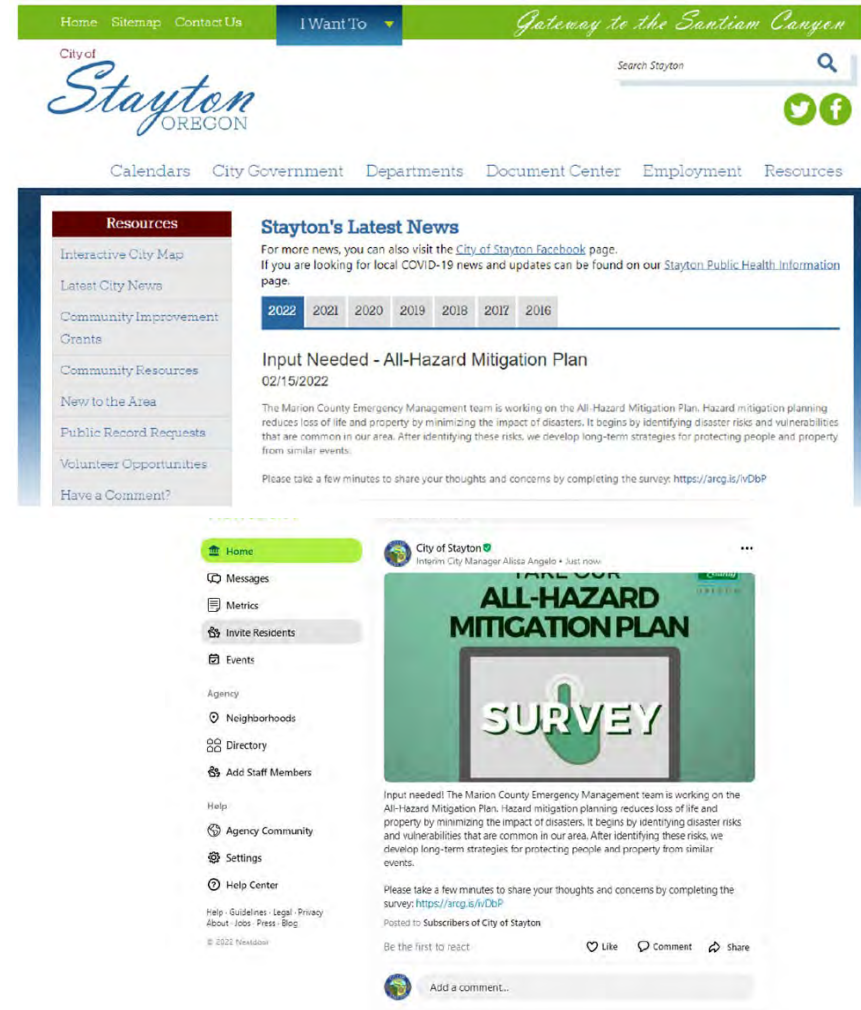 Home Sitemap Contact Us I Want To Gateway to the Santiam Canyon
City of
Stayton
OREGON
Search Stayton
Calendars City Government Departments Document Center Employment Resources
Resources
Interactive City Map
Latest City News
Community Improvement
Grants
Community Resources
New to the Area
Public Record Requests
Volunteer Opportunities
Have a Comment?
Stayton's Latest News
For more news, you can also visit the City of Stayton Facebook page.
If you are looking for local COVID-19 news and updates can be found on our Stayton Public Health Information
page.
2022 2021 2020 2019 2018 2017 2016
Input Needed - All-Hazard Mitigation Plan
02/15/2022
The Marion County Emergency Management team is working on the All-Hazard Mitigation Plan. Hazard mitigation planning
reduces loss of life and property by minimizing the impact of disasters. It begins by identifying disaster risks and vulnerabilities
that are common in our area. After identifying these risks, we develop long-term strategies for protecting people and property
from similar events.
Please take a few minutes to share your thoughts and concerns by completing the survey: https://arcg.is/ivDbP
Home
Messages
Metrics
Invite Residents
Events
Agency
Neighborhoods
Directory
Add Staff Members
Help
Agency Community
Settings
Help Center
Help · Guidelines · Legal · Privacy
About · Jobs · Press · Blog
© 2022 Nextdoor
City of Stayton
Interim City Manager Alissa Angelo • Just now
TAKE OUR
ALL-HAZARD
MITIGATION PLAN
SURVEY
OREGON
Input needed! The Marion County Emergency Management team is working on the
All-Hazard Mitigation Plan. Hazard mitigation planning reduces loss of life and
property by minimizing the impact of disasters. It begins by identifying disaster risks
and vulnerabilities that are common in our area. After identifying these risks, we
develop long-term strategies for protecting people and property from similar
events.
Please take a few minutes to share your thoughts and concerns by completing the
survey: https://arcg.is/ivDbP
Posted to Subscribers of City of Stayton
Be the first to react
Like Comment Share
Add a comment...